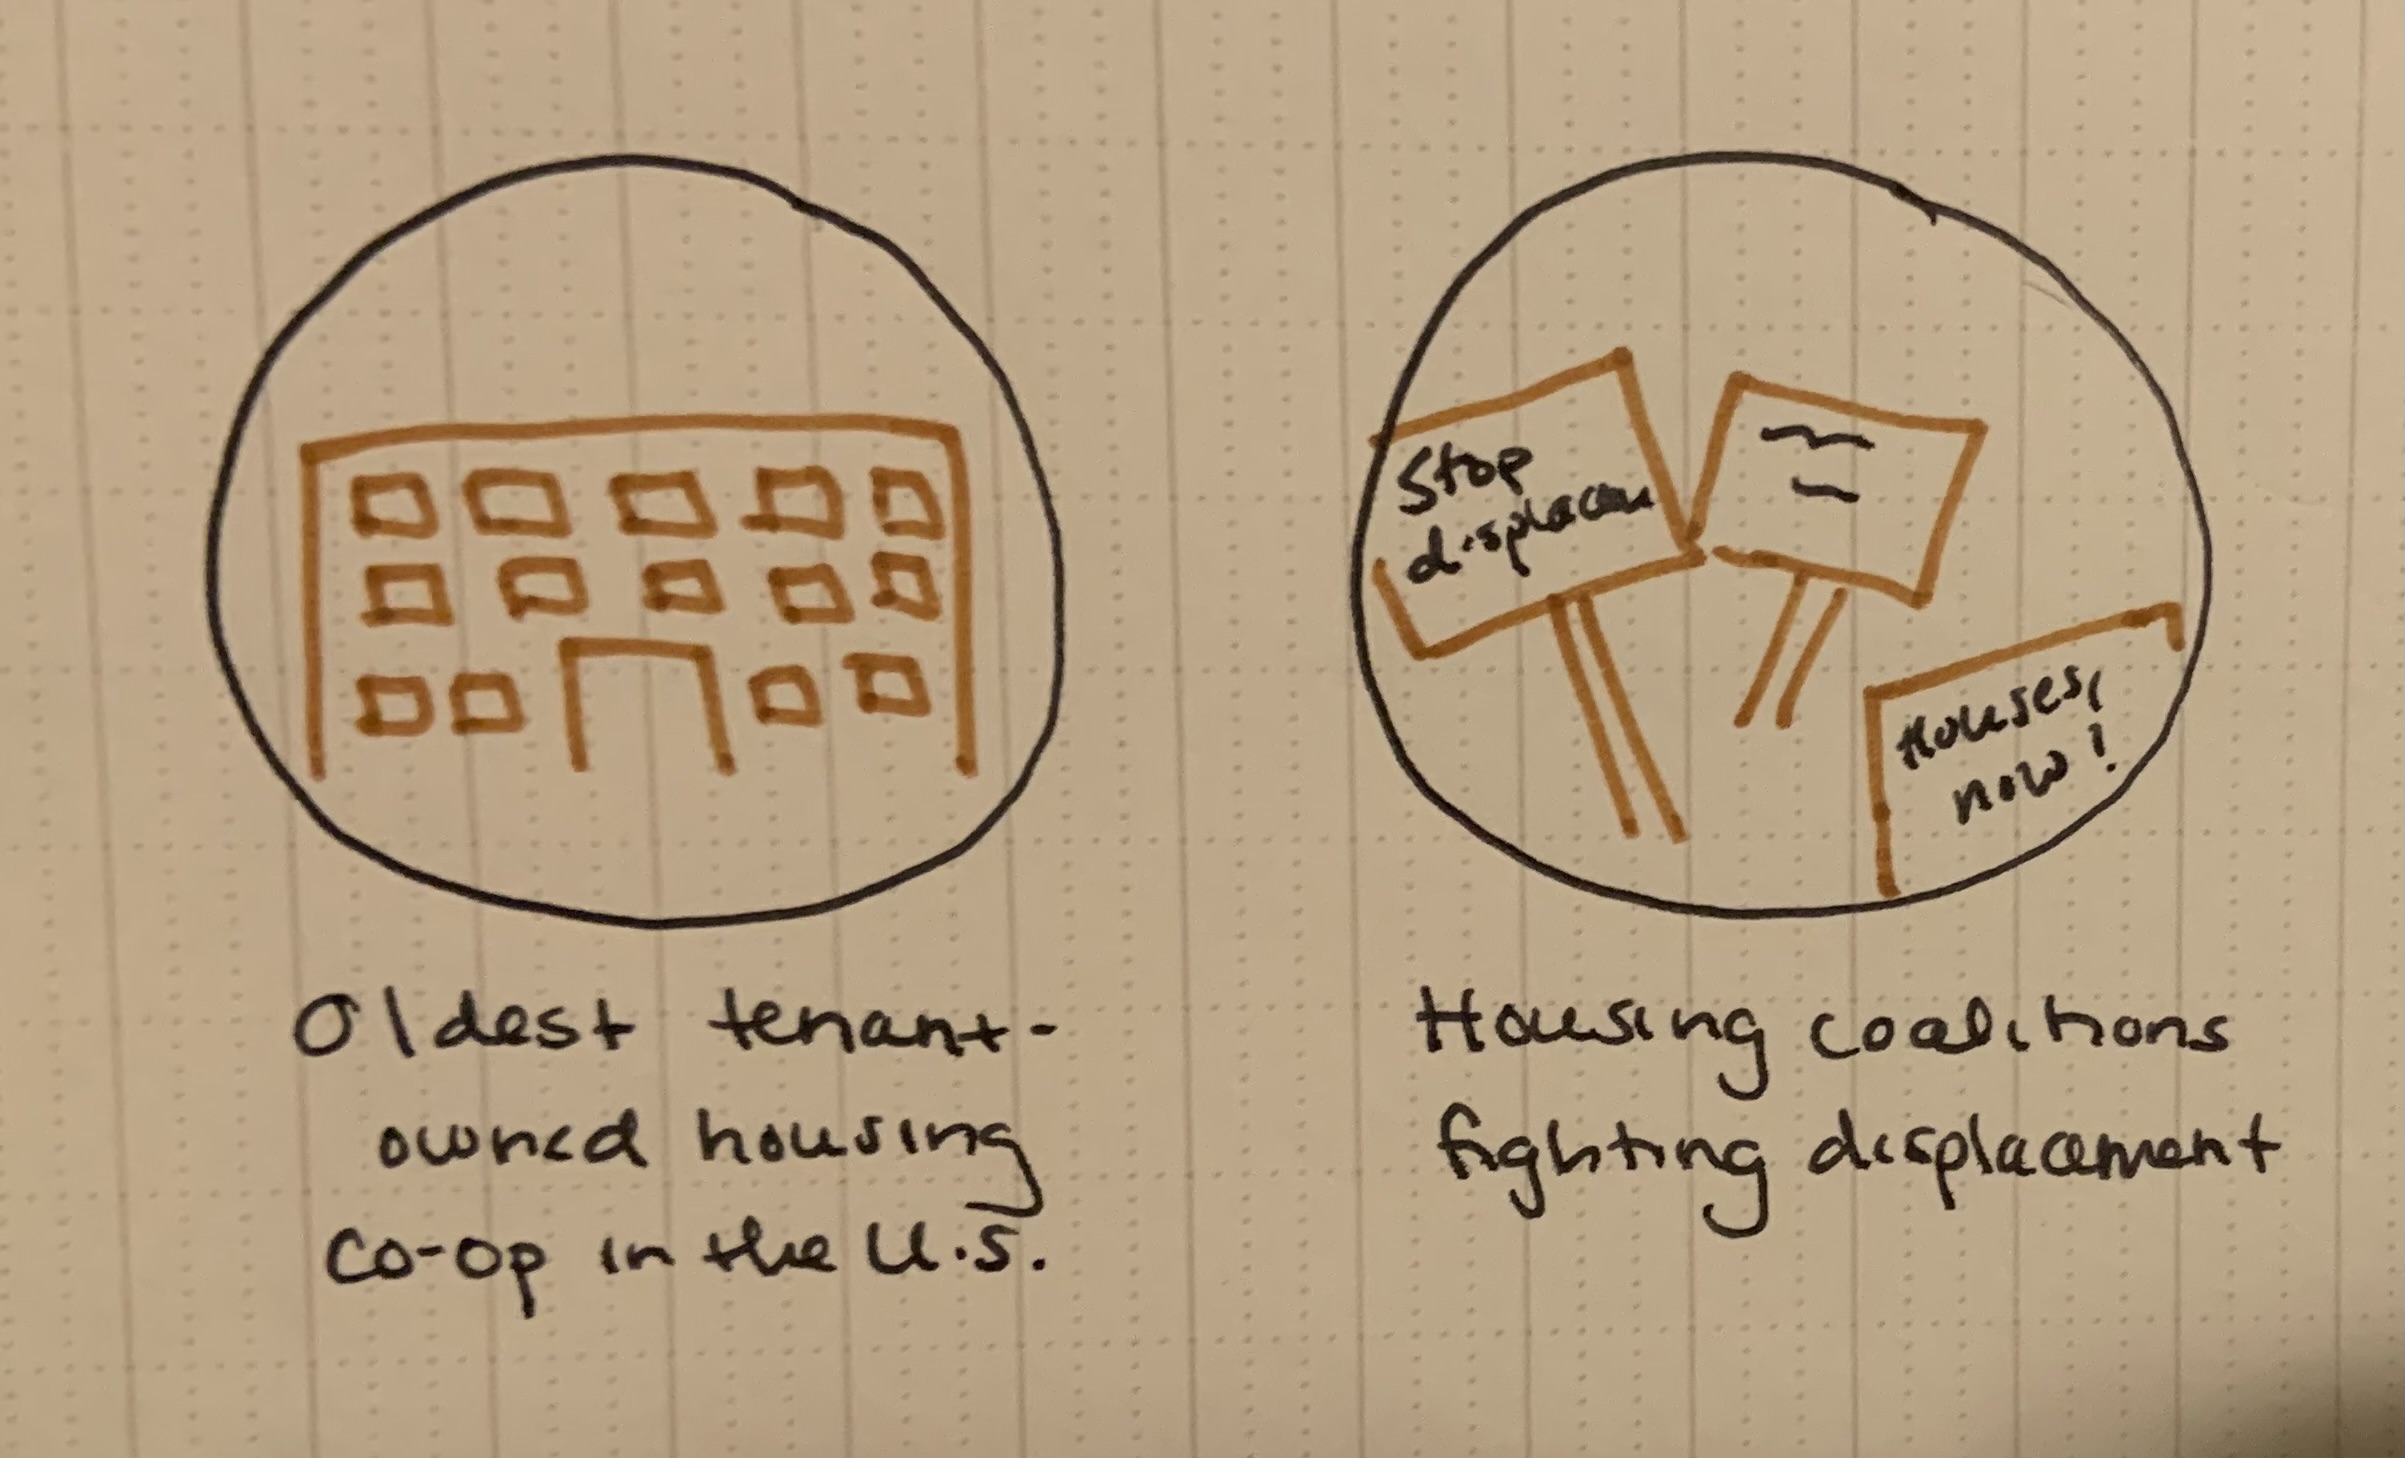 Stop
displacem
Houses,
now!
Oldest tenant-
owned housing
co-op in the U.S.
Housing coalitions
fighting displacement